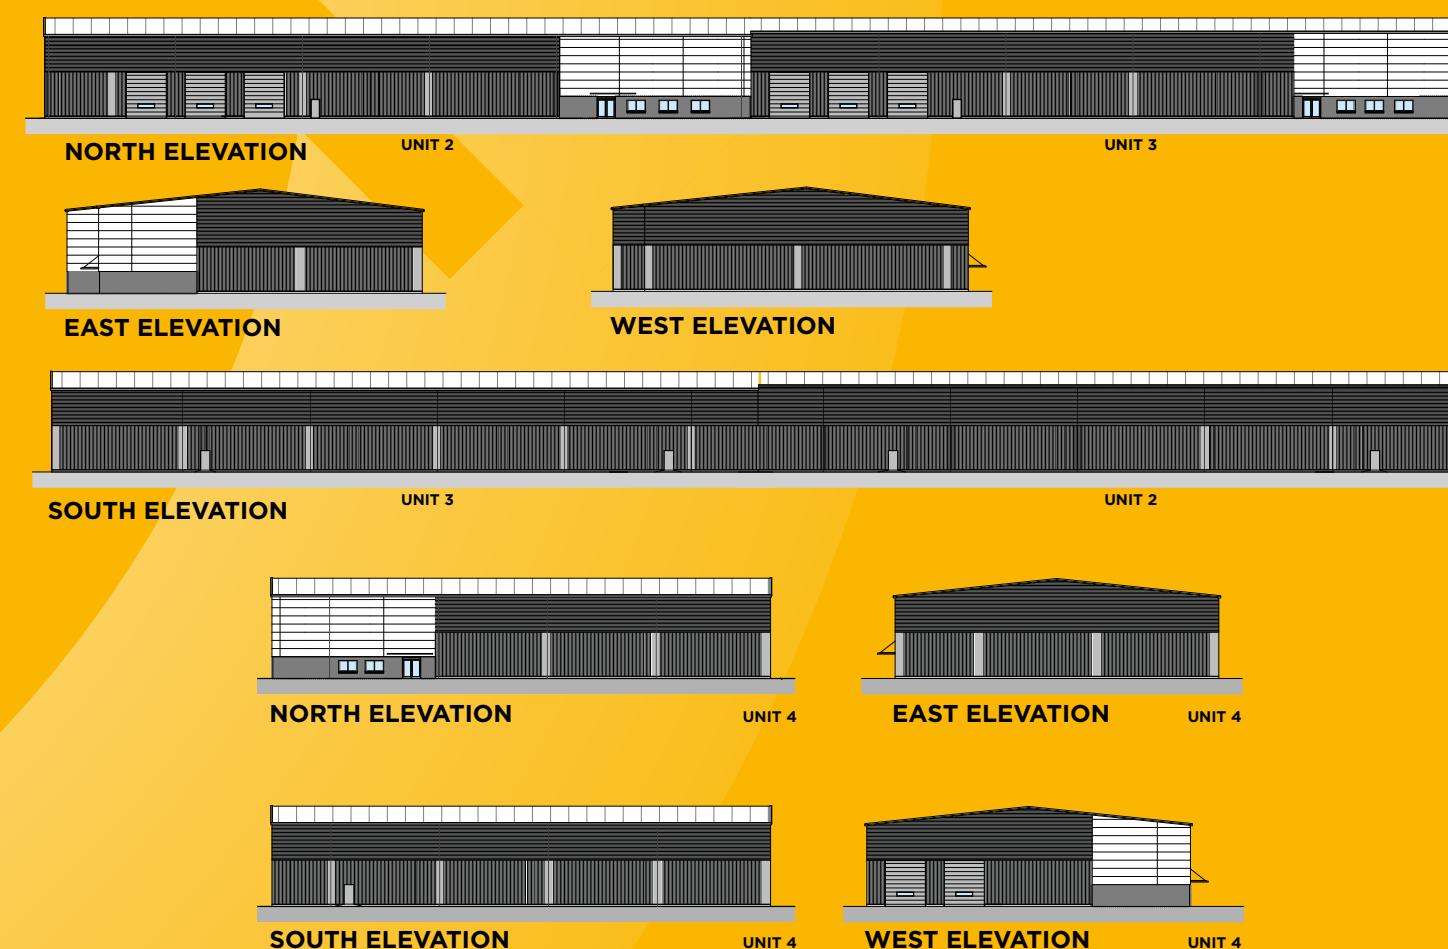 NORTH ELEVATION UNIT 2 UNIT 3
EAST ELEVATION WEST ELEVATION
SOUTH ELEVATION UNIT 3 UNIT 2
NORTH ELEVATION UNIT 4 EAST ELEVATION UNIT 4
SOUTH ELEVATION UNIT 4 WEST ELEVATION UNIT 4